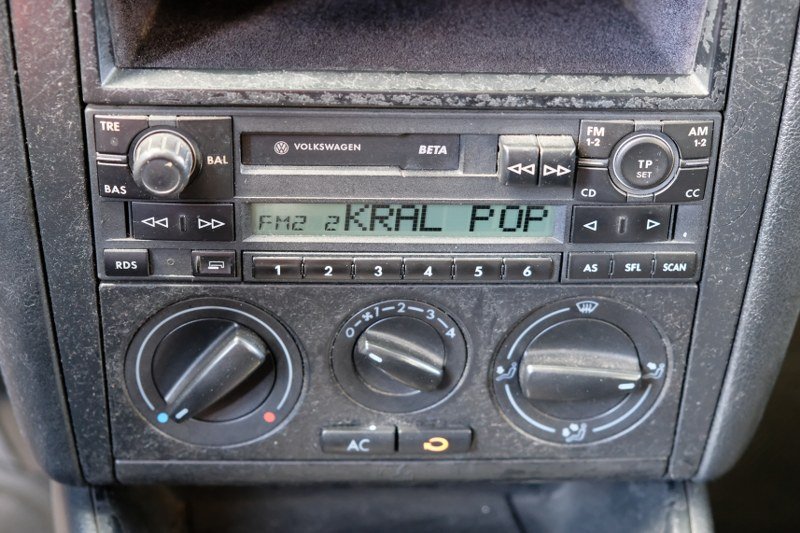 TRE
BAL
BAS
VOLKSWAGEN BETA
FM 1-2
AM 1-2
TP SET
CD
CC
FM2 2 KRAL POP
RDS
1 2 3 4 5 6
AS SFL SCAN
0 1 2 3 4
AC